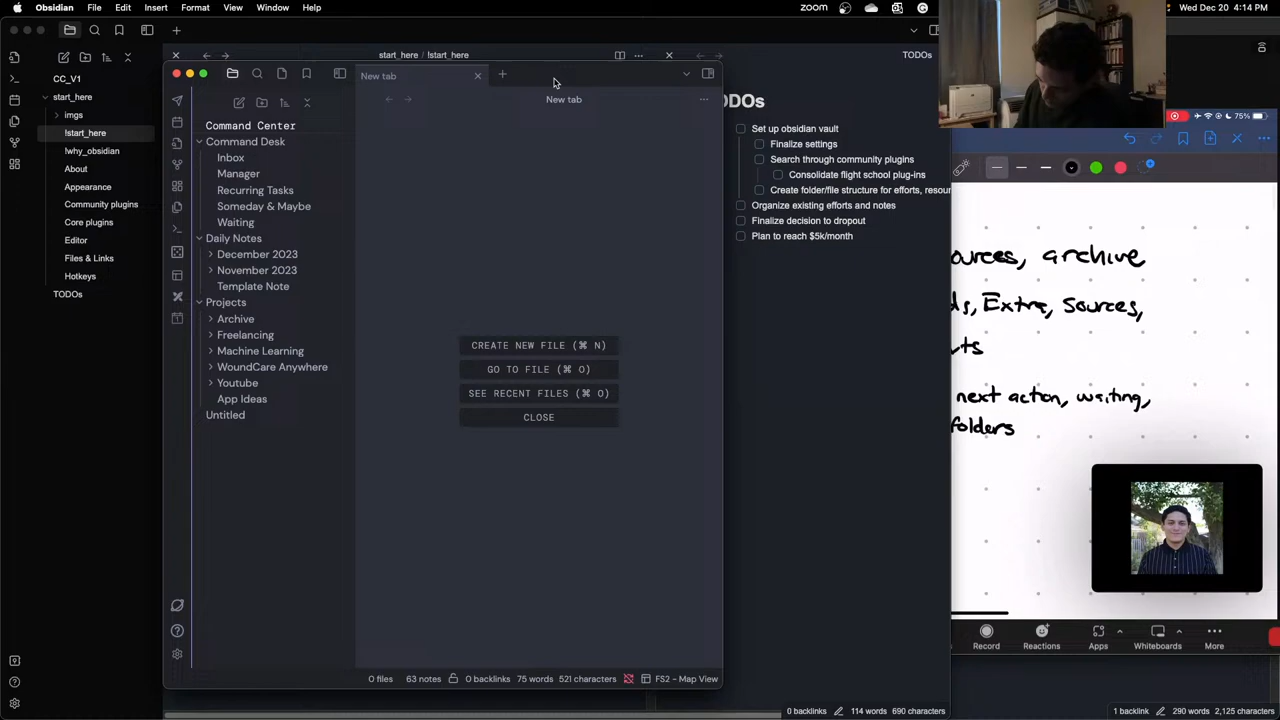 Obsidian File Edit Insert Format View Window Help
zoom Wed Dec 20 4:14 PM
start_here / !start_here
TODOs
CC_V1
start_here
imgs
!start_here
!why_obsidian
About
Appearance
Community plugins
Core plugins
Editor
Files & Links
Hotkeys
TODOs
New tab
New tab
Command Center
Command Desk
Inbox
Manager
Recurring Tasks
Someday & Maybe
Waiting
Daily Notes
December 2023
November 2023
Template Note
Projects
Archive
Freelancing
Machine Learning
WoundCare Anywhere
Youtube
App Ideas
Untitled
CREATE NEW FILE (⌘ N)
GO TO FILE (⌘ O)
SEE RECENT FILES (⌘ O)
CLOSE
0 files 63 notes 0 backlinks 75 words 521 characters FS2 - Map View
DOs
Set up obsidian vault
Finalize settings
Search through community plugins
Consolidate flight school plug-ins
Create folder/file structure for efforts, resour
Organize existing efforts and notes
Finalize decision to dropout
Plan to reach $5k/month
0 backlinks 114 words 690 characters
75%
ources, archive
ds, Extra, Sources,
rts
next action, waiting,
folders
Record Reactions Apps Whiteboards More
1 backlink 290 words 2,125 characters